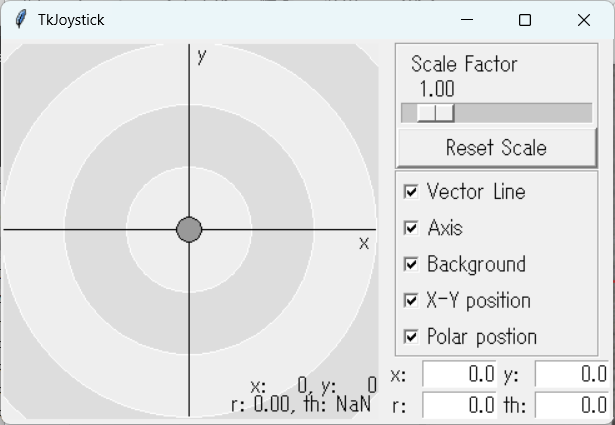 TkJoystick
y
x
x: 0, y: 0
r: 0.00, th: NaN
Scale Factor
1.00
Reset Scale
Vector Line
Axis
Background
X-Y position
Polar postion
x: 0.0 y: 0.0
r: 0.0 th: 0.0